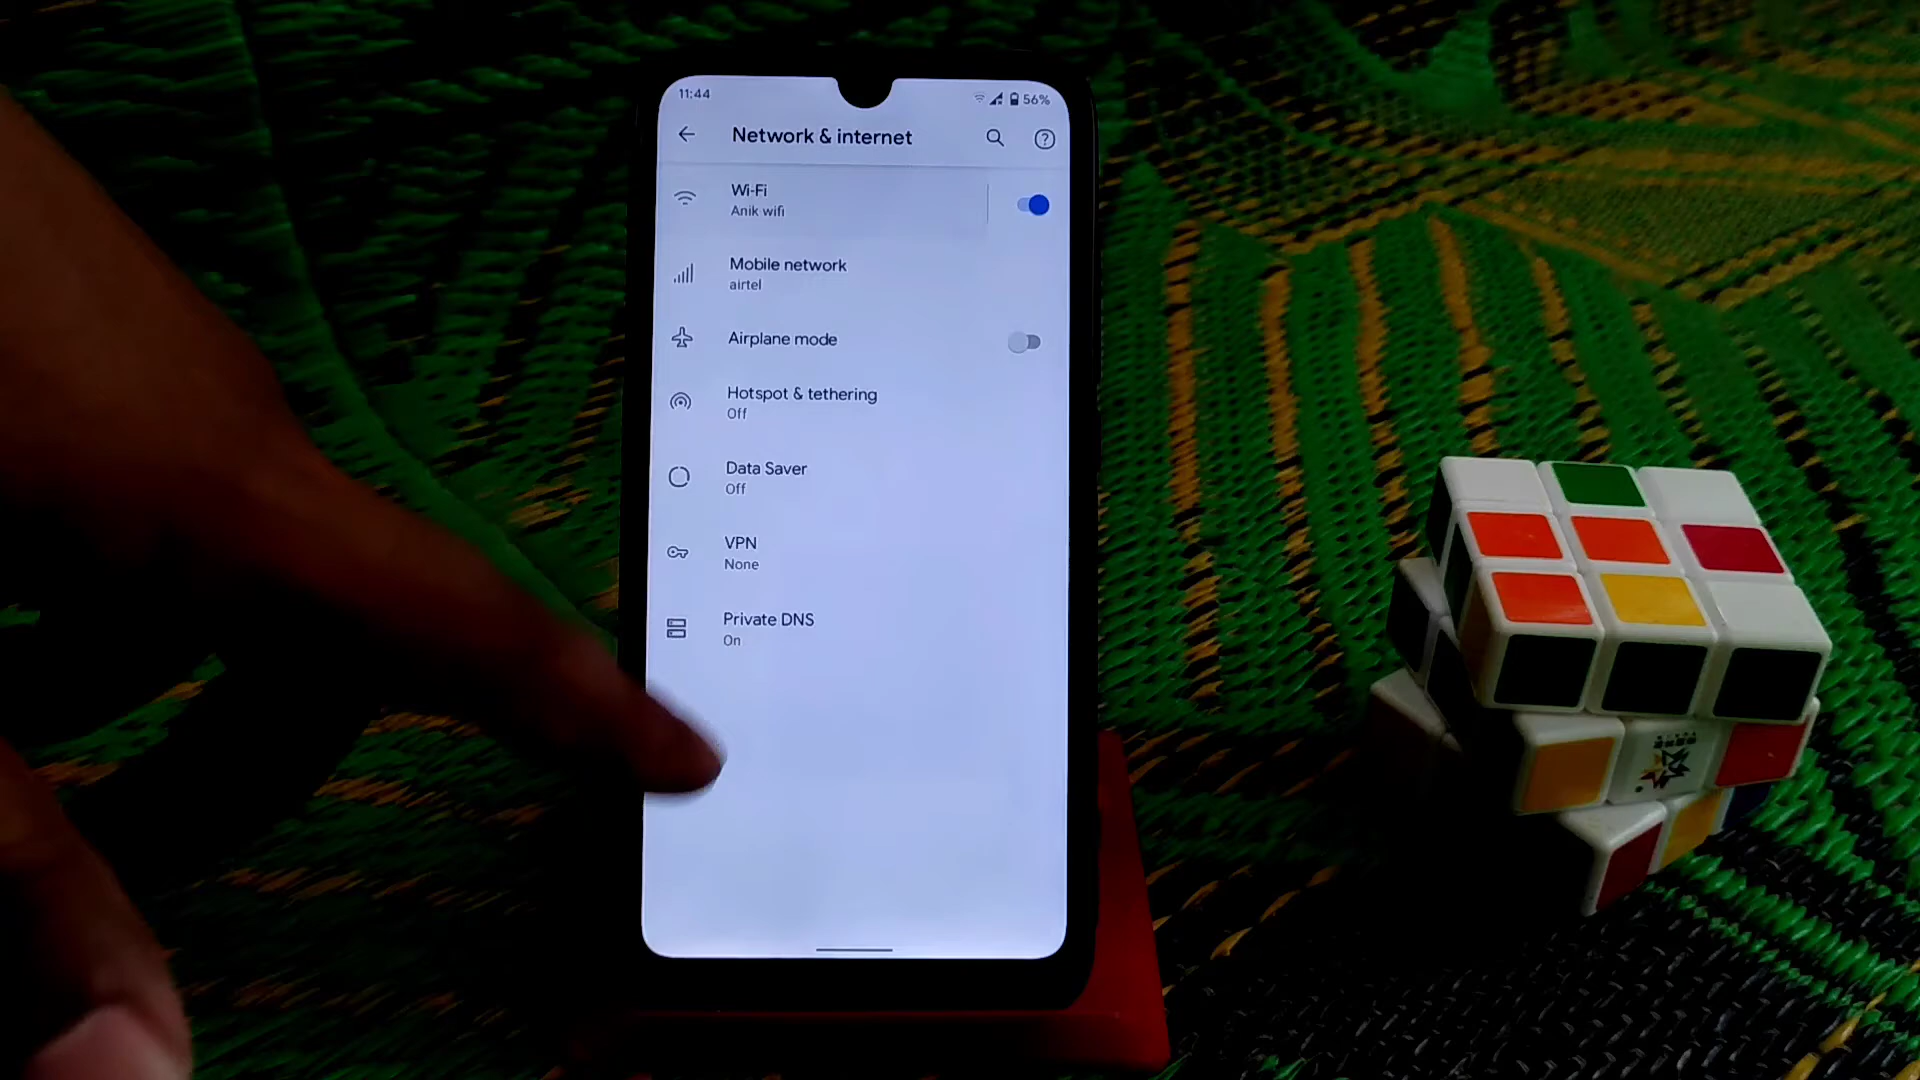 11:44
56%
Network & internet
Wi-Fi
Anik wifi
Mobile network
airtel
Airplane mode
Hotspot & tethering
Off
Data Saver
Off
VPN
None
Private DNS
On